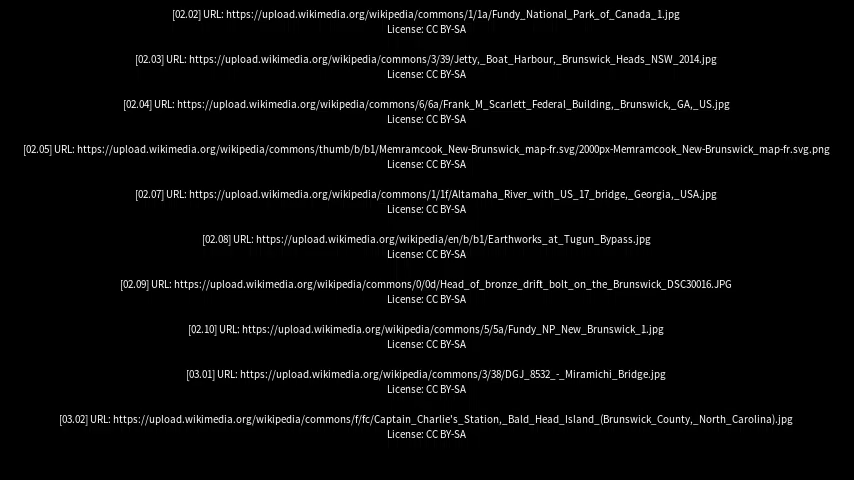 [02.02] URL: https://upload.wikimedia.org/wikipedia/commons/1/1a/Fundy_National_Park_of_Canada_1.jpg
License: CC BY-SA
[02.03] URL: https://upload.wikimedia.org/wikipedia/commons/3/39/Jetty,_Boat_Harbour,_Brunswick_Heads_NSW_2014.jpg
License: CC BY-SA
[02.04] URL: https://upload.wikimedia.org/wikipedia/commons/6/6a/Frank_M_Scarlett_Federal_Building,_Brunswick,_GA,_US.jpg
License: CC BY-SA
[02.05] URL: https://upload.wikimedia.org/wikipedia/commons/thumb/b/b1/Memramcook_New-Brunswick_map-fr.svg/2000px-Memramcook_New-Brunswick_map-fr.svg.png
License: CC BY-SA
[02.07] URL: https://upload.wikimedia.org/wikipedia/commons/1/1f/Altamaha_River_with_US_17_bridge,_Georgia,_USA.jpg
License: CC BY-SA
[02.08] URL: https://upload.wikimedia.org/wikipedia/en/b/b1/Earthworks_at_Tugun_Bypass.jpg
License: CC BY-SA
[02.09] URL: https://upload.wikimedia.org/wikipedia/commons/0/0d/Head_of_bronze_drift_bolt_on_the_Brunswick_DSC30016.JPG
License: CC BY-SA
[02.10] URL: https://upload.wikimedia.org/wikipedia/commons/5/5a/Fundy_NP_New_Brunswick_1.jpg
License: CC BY-SA
[03.01] URL: https://upload.wikimedia.org/wikipedia/commons/3/38/DGJ_8532_-_Miramichi_Bridge.jpg
License: CC BY-SA
[03.02] URL: https://upload.wikimedia.org/wikipedia/commons/f/fc/Captain_Charlie's_Station,_Bald_Head_Island_(Brunswick_County,_North_Carolina).jpg
License: CC BY-SA